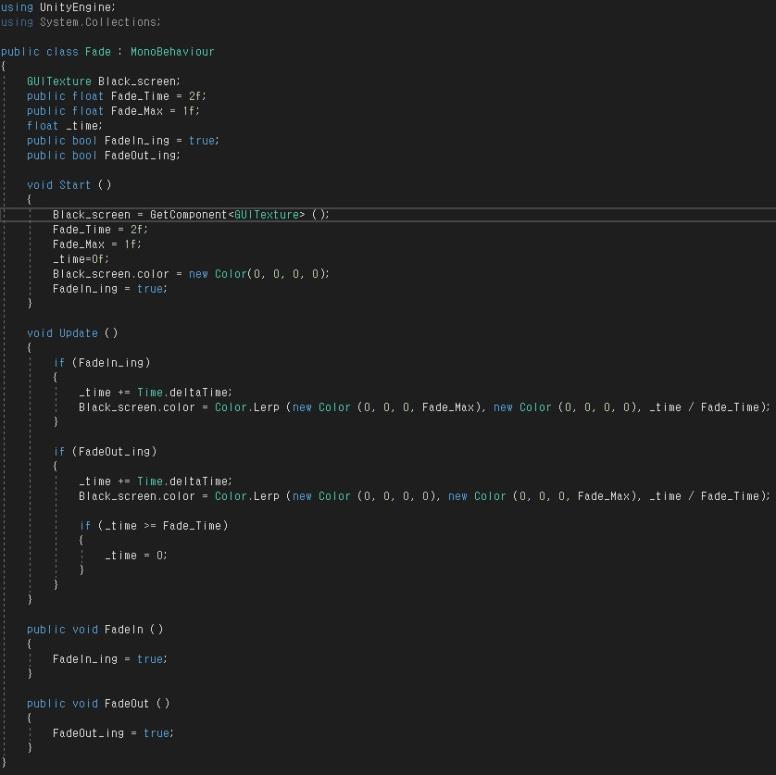 using UnityEngine;
using System.Collections;
public class Fade : MonoBehaviour
{
GUITexture Black_screen;
public float Fade_Time = 2f;
public float Fade_Max = 1f;
float _time;
public bool FadeIn_ing = true;
public bool FadeOut_ing;
void Start ()
{
Black_screen = GetComponent<GUITexture> ();
Fade_Time = 2f;
Fade_Max = 1f;
_time=0f;
Black_screen.color = new Color(0, 0, 0, 0);
FadeIn_ing = true;
}
void Update ()
{
if (FadeIn_ing)
{
_time += Time.deltaTime;
Black_screen.color = Color.Lerp (new Color (0, 0, 0, Fade_Max), new Color (0, 0, 0, 0), _time / Fade_Time);
}
if (FadeOut_ing)
{
_time += Time.deltaTime;
Black_screen.color = Color.Lerp (new Color (0, 0, 0, 0), new Color (0, 0, 0, Fade_Max), _time / Fade_Time);
if (_time >= Fade_Time)
{
_time = 0;
}
}
}
public void FadeIn ()
{
FadeIn_ing = true;
}
public void FadeOut ()
{
FadeOut_ing = true;
}
}